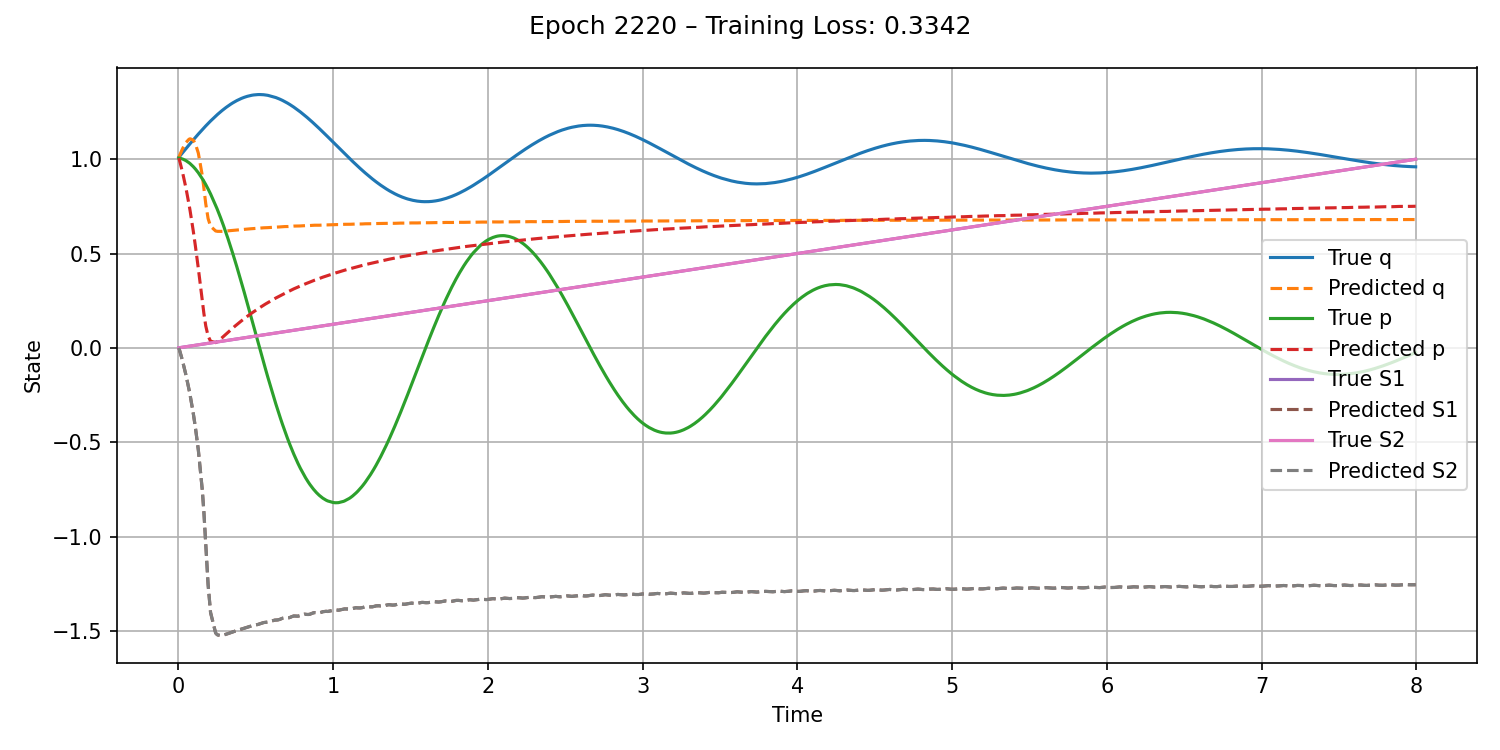 Epoch 2220 – Training Loss: 0.3342
1.0
0.5
0.0
−0.5
−1.0
−1.5
State
True q
Predicted q
True p
Predicted p
True S1
Predicted S1
True S2
Predicted S2
0 1 2 3 4 5 6 7 8
Time